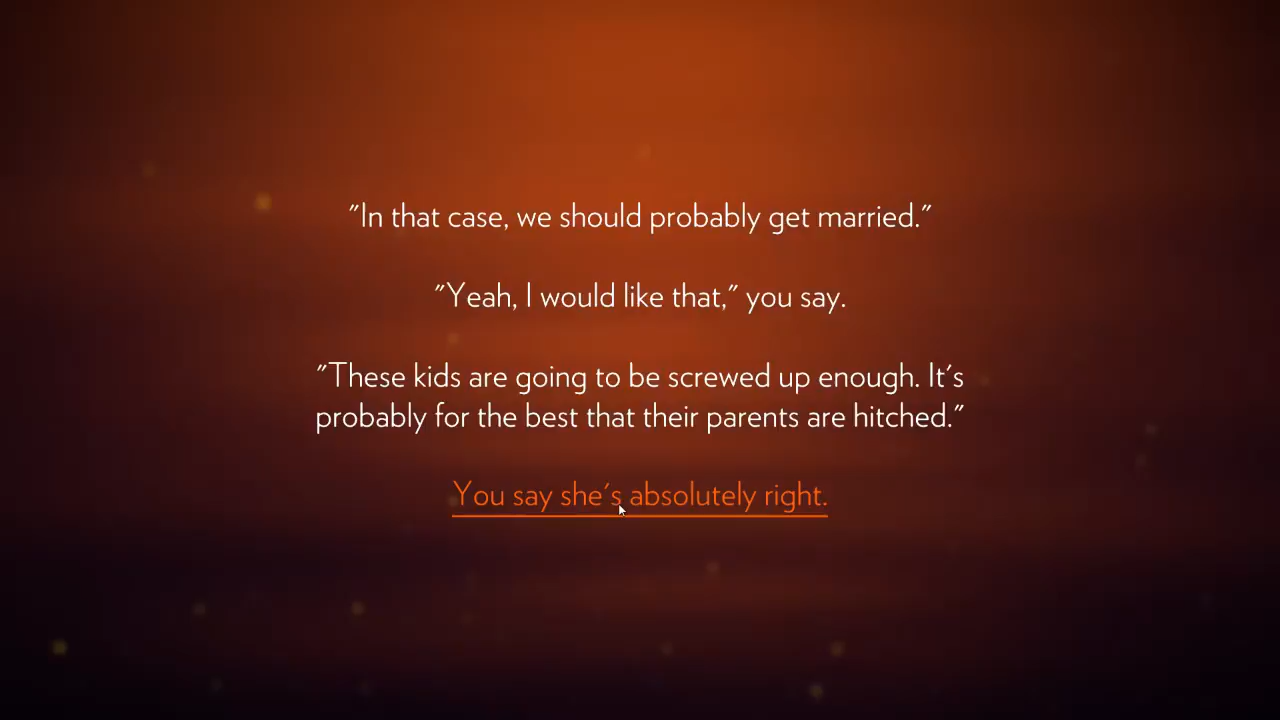 "In that case, we should probably get married."
"Yeah, I would like that," you say.
"These kids are going to be screwed up enough. It's
probably for the best that their parents are hitched."
You say she's absolutely right.